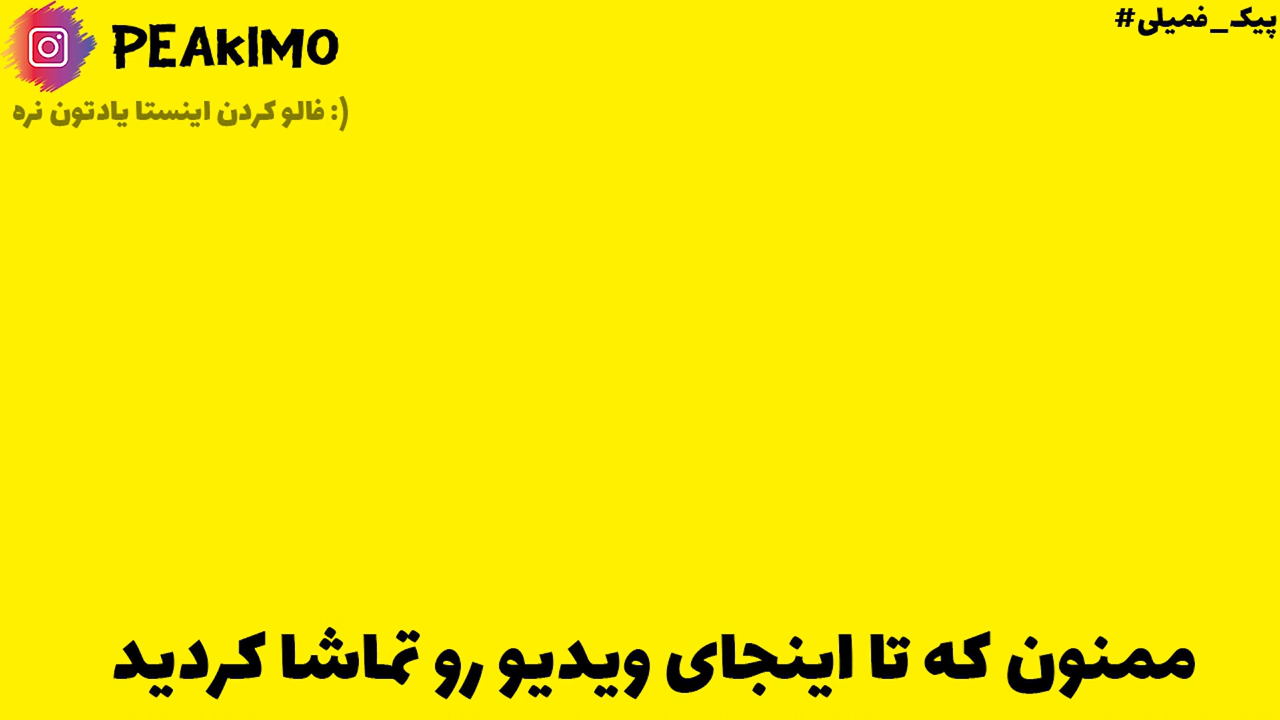 PEAKIMO
فالو کردن اینستا یادتون نره :)
#پیک_فمیلی
ممنون که تا اینجای ویدیو رو تماشا کردید